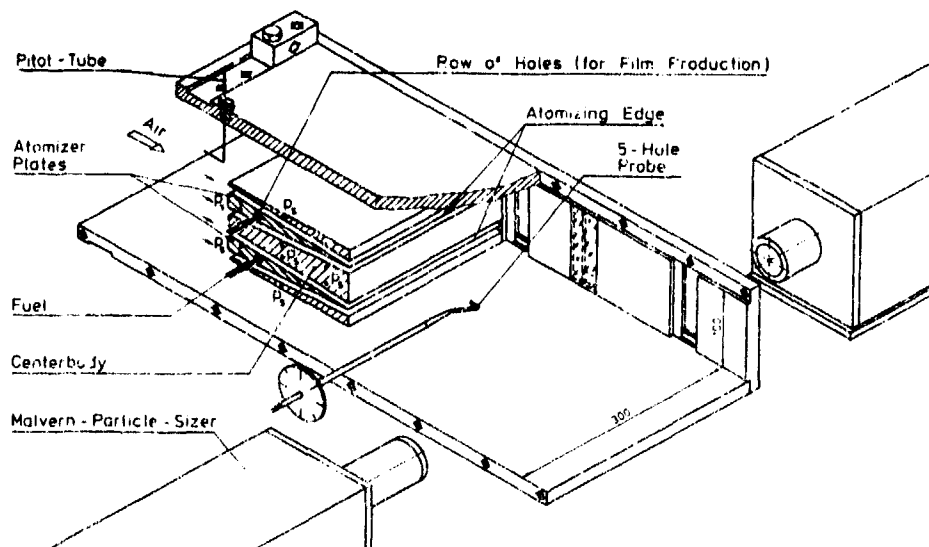 Pitot - Tube
Row of Holes (for Film Production)
Air
Atomizing Edge
Atomizer
Plates
5 - Hole
Probe
Fuel
Centerbody
Malvern - Particle - Sizer
300